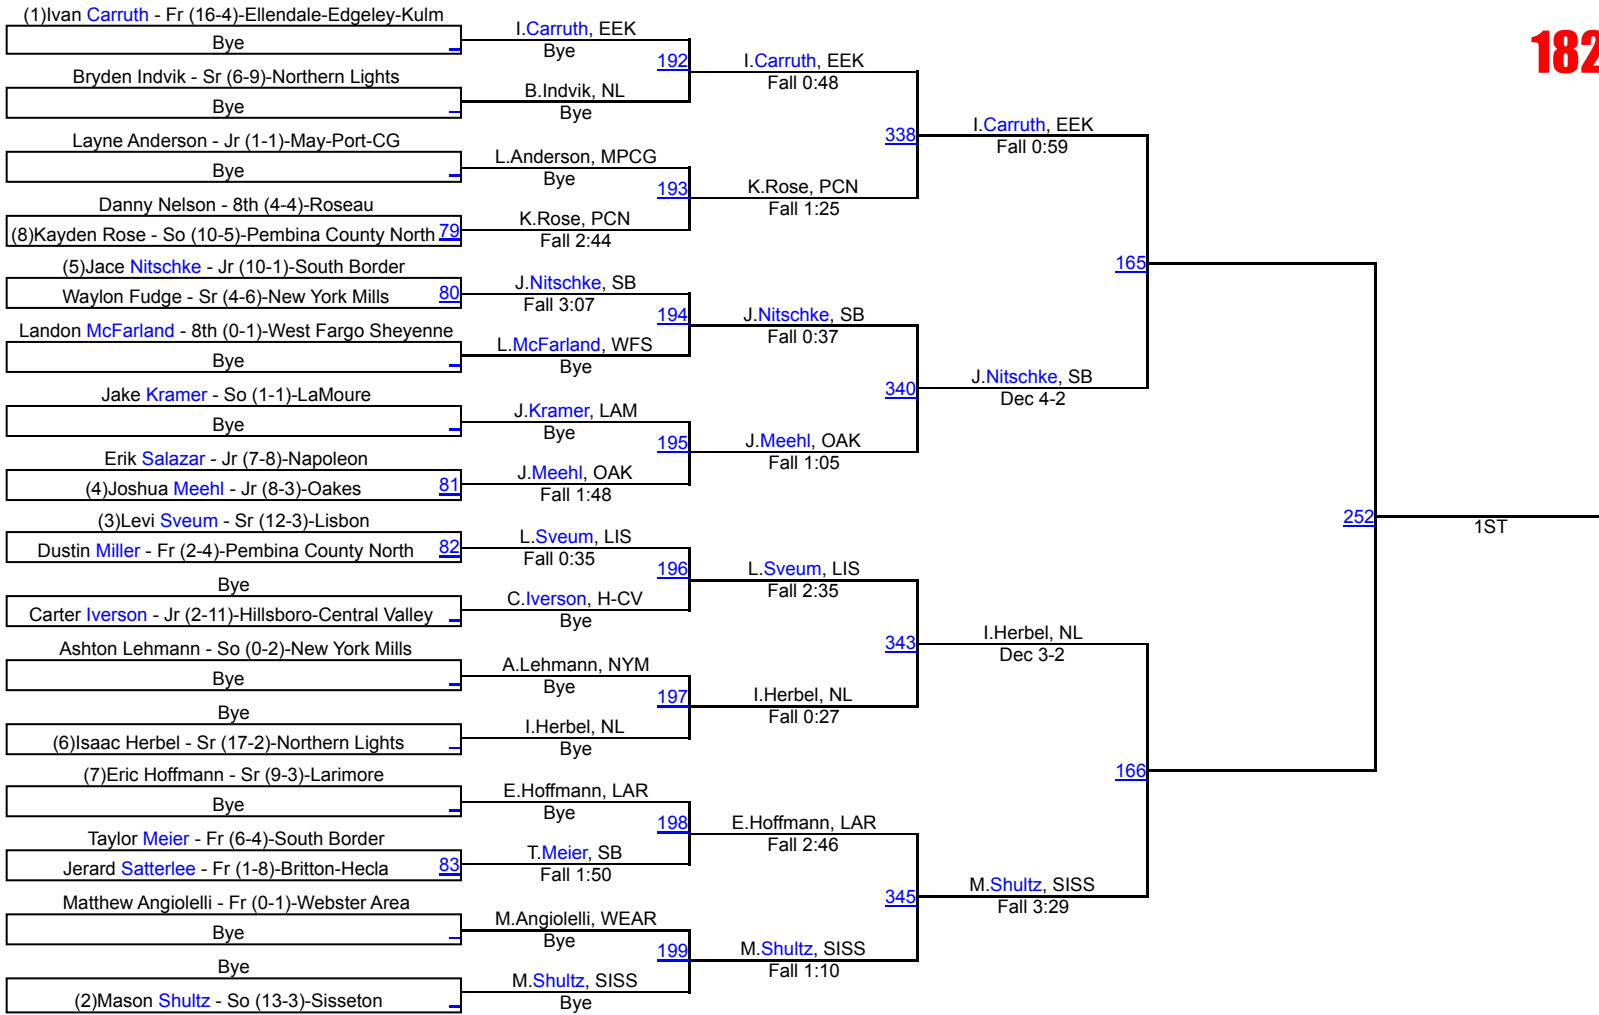 182
(1)Ivan Carruth - Fr (16-4)-Ellendale-Edgeley-Kulm
Bye
Bryden Indvik - Sr (6-9)-Northern Lights
Bye
Layne Anderson - Jr (1-1)-May-Port-CG
Bye
Danny Nelson - 8th (4-4)-Roseau
(8)Kayden Rose - So (10-5)-Pembina County North 79
(5)Jace Nitschke - Jr (10-1)-South Border
Waylon Fudge - Sr (4-6)-New York Mills 80
Landon McFarland - 8th (0-1)-West Fargo Sheyenne
Bye
Jake Kramer - So (1-1)-LaMoure
Bye
Erik Salazar - Jr (7-8)-Napoleon
(4)Joshua Meehl - Jr (8-3)-Oakes 81
(3)Levi Sveum - Sr (12-3)-Lisbon
Dustin Miller - Fr (2-4)-Pembina County North 82
Bye
Carter Iverson - Jr (2-11)-Hillsboro-Central Valley
Ashton Lehmann - So (0-2)-New York Mills
Bye
Bye
(6)Isaac Herbel - Sr (17-2)-Northern Lights
(7)Eric Hoffmann - Sr (9-3)-Larimore
Bye
Taylor Meier - Fr (6-4)-South Border
Jerard Satterlee - Fr (1-8)-Britton-Hecla 83
Matthew Angiolelli - Fr (0-1)-Webster Area
Bye
Bye
(2)Mason Shultz - So (13-3)-Sisseton
I.Carruth, EEK
Bye
192
B.Indvik, NL
Bye
L.Anderson, MPCG
Bye
193
K.Rose, PCN
Fall 2:44
J.Nitschke, SB
Fall 3:07
194
L.McFarland, WFS
Bye
J.Kramer, LAM
Bye
195
J.Meehl, OAK
Fall 1:48
L.Sveum, LIS
Fall 0:35
196
C.Iverson, H-CV
Bye
A.Lehmann, NYM
Bye
197
I.Herbel, NL
Bye
E.Hoffmann, LAR
Bye
198
T.Meier, SB
Fall 1:50
M.Angiolelli, WEAR
Bye
199
M.Shultz, SISS
Bye
I.Carruth, EEK
Fall 0:48
338
K.Rose, PCN
Fall 1:25
J.Nitschke, SB
Fall 0:37
340
J.Meehl, OAK
Fall 1:05
L.Sveum, LIS
Fall 2:35
343
I.Herbel, NL
Fall 0:27
E.Hoffmann, LAR
Fall 2:46
345
M.Shultz, SISS
Fall 1:10
I.Carruth, EEK
Fall 0:59
165
J.Nitschke, SB
Dec 4-2
I.Herbel, NL
Dec 3-2
166
M.Shultz, SISS
Fall 3:29
252
1ST